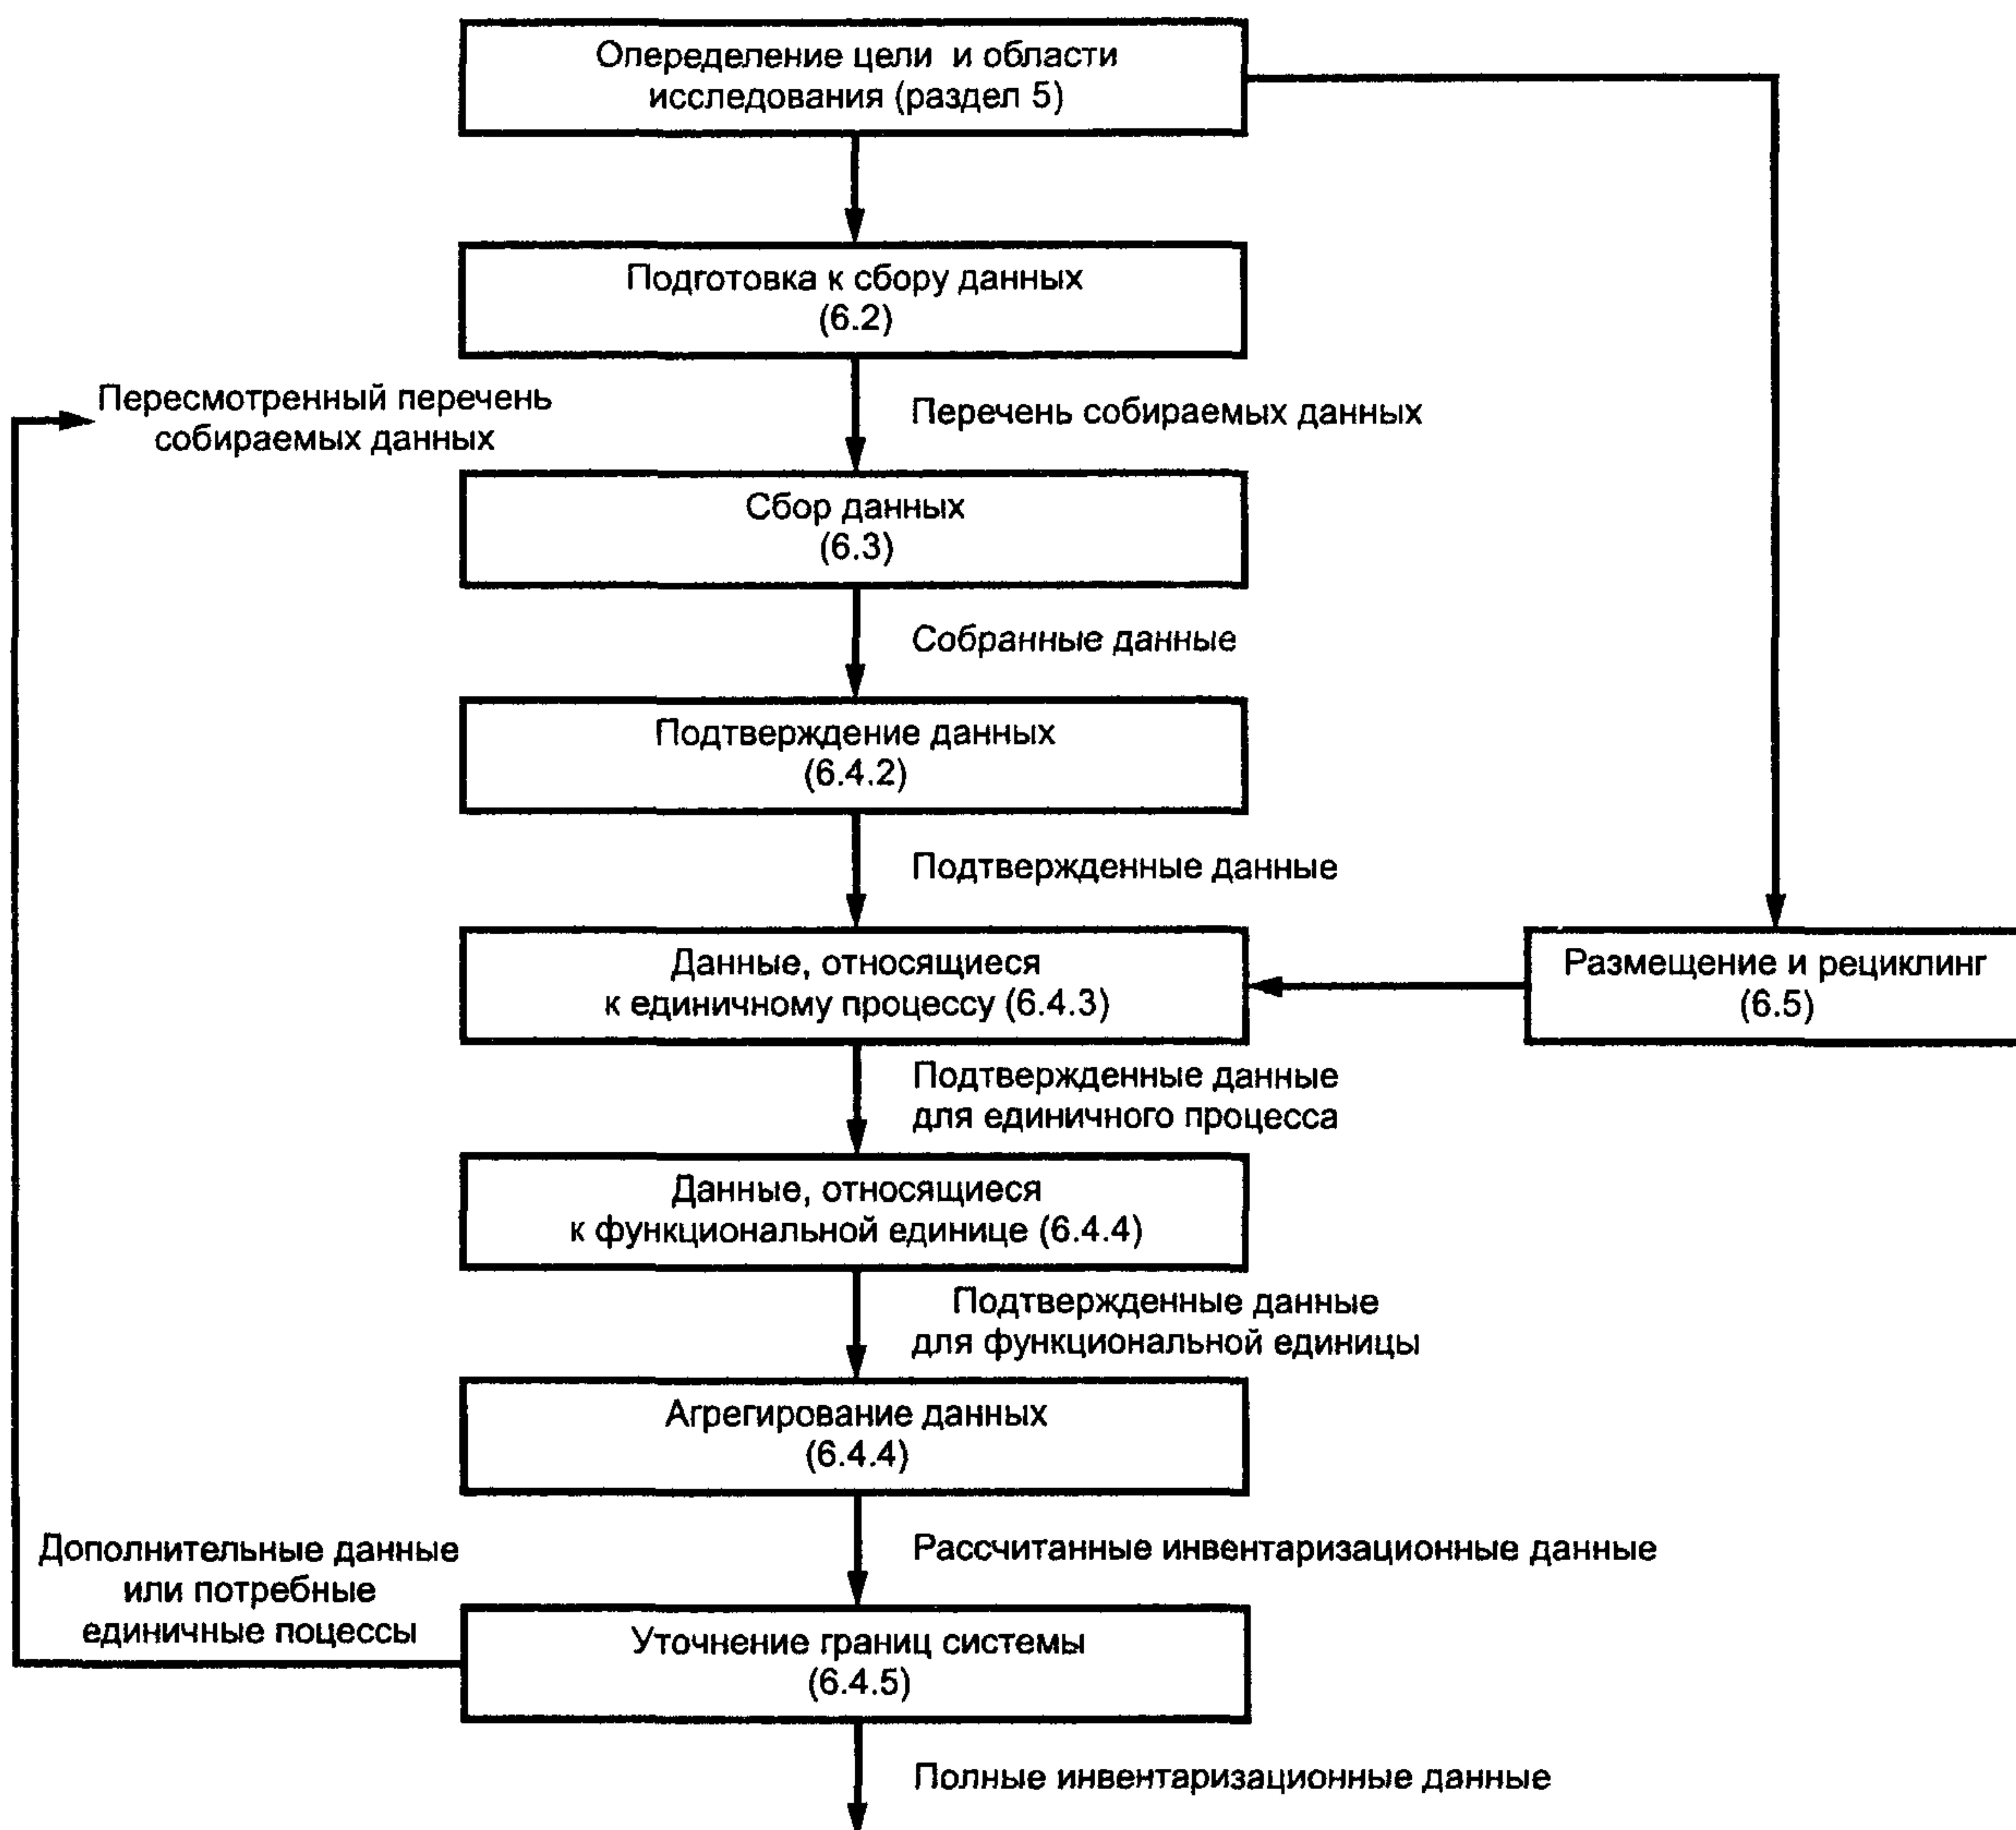 Опеределение цели и области
исследования (раздел 5)
Подготовка к сбору данных
(6.2)
Пересмотренный перечень
собираемых данных
Перечень собираемых данных
Сбор данных
(6.3)
Собранные данные
Подтверждение данных
(6.4.2)
Подтвержденные данные
Данные, относящиеся
к единичному процессу (6.4.3)
Размещение и рециклинг
(6.5)
Подтвержденные данные
для единичного процесса
Данные, относящиеся
к функциональной единице (6.4.4)
Подтвержденные данные
для функциональной единицы
Агрегирование данных
(6.4.4)
Дополнительные данные
или потребные
единичные поцессы
Рассчитанные инвентаризационные данные
Уточнение границ системы
(6.4.5)
Полные инвентаризационные данные